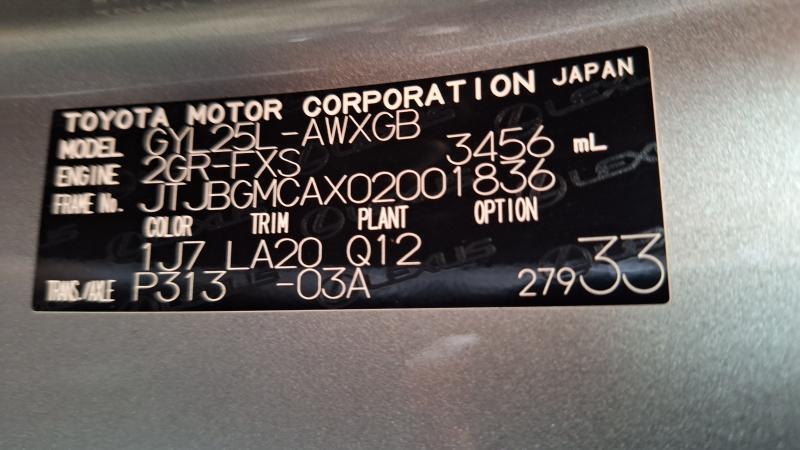 TOYOTA MOTOR CORPORATION JAPAN
MODEL GYL25L-AWXGB
ENGINE 2GR-FXS 3456 mL
FRAME No. JTJBGMCAX02001836
COLOR TRIM PLANT OPTION
1J7 LA20 Q12
TRANS./AXLE P313 -03A 27933